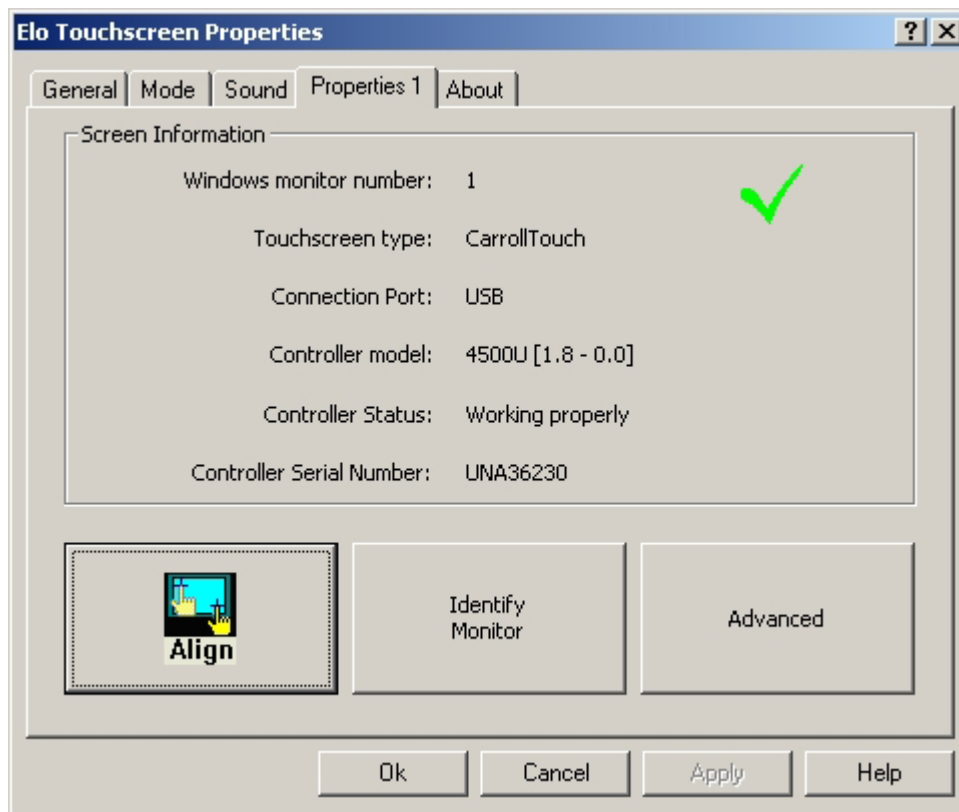 Elo Touchscreen Properties
General Mode Sound Properties 1 About
Screen Information
Windows monitor number: 1
Touchscreen type: CarrollTouch
Connection Port: USB
Controller model: 4500U [1.8 - 0.0]
Controller Status: Working properly
Controller Serial Number: UNA36230
Align
Identify
Monitor
Advanced
Ok Cancel Apply Help